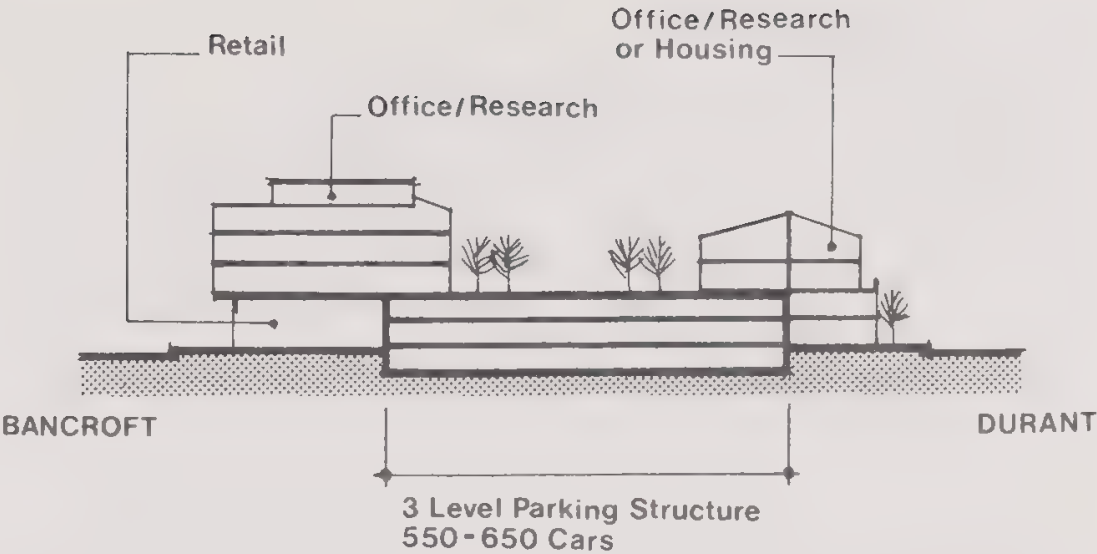 Retail
Office/Research
Office/Research
or Housing
BANCROFT
DURANT
3 Level Parking Structure
550-650 Cars